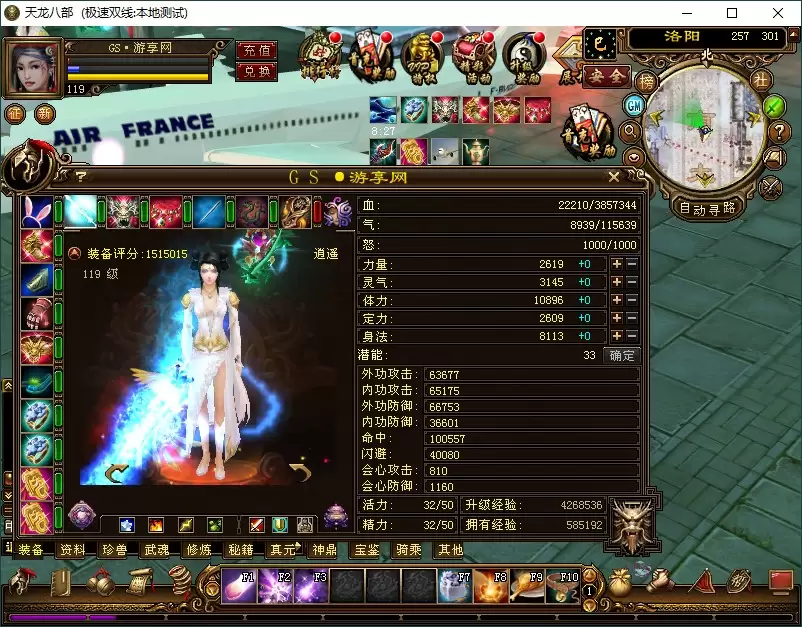 天龙八部 (极速双线:本地测试)
GS·游享网
119
充值
兑换
安全
洛阳 257 301
北
榜
社
GM
?
自动寻路
征
新
8:27
AIR FRANCE
?
GS 游享网
装备评分:1515015
逍遥
119 级
血: 22210/3857344
气: 8939/115639
怒: 1000/1000
力量: 2619 +0
灵气: 3145 +0
体力: 10896 +0
定力: 2609 +0
身法: 8113 +0
潜能: 33 确定
外功攻击: 63677
内功攻击: 65175
外功防御: 66753
内功防御: 36601
命中: 100557
闪避: 40080
会心攻击: 810
会心防御: 1160
活力: 32/50 升级经验: 4268536
精力: 32/50 拥有经验: 585192
装备 资料 珍兽 武魂 修炼 秘籍 真元 神鼎 宝鉴 骑乘 其他
F1 F2 F3 F7 F8 F9 F10 1